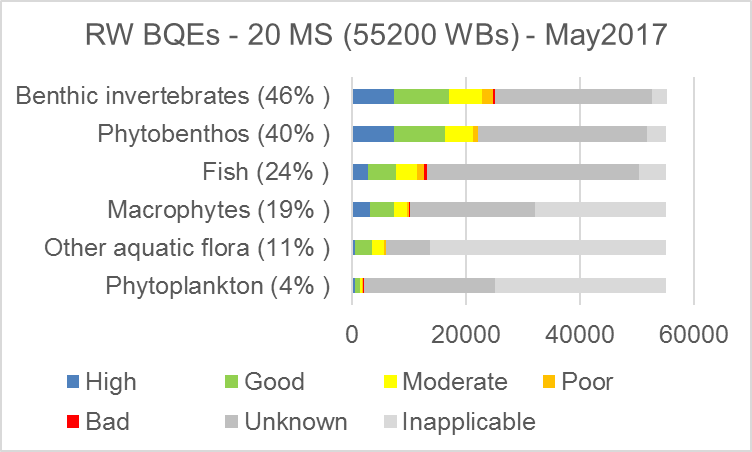 RW BQEs - 20 MS (55200 WBs) - May2017
Benthic invertebrates (46% )
Phytobenthos (40% )
Fish (24% )
Macrophytes (19% )
Other aquatic flora (11% )
Phytoplankton (4% )
0 20000 40000 60000
High Good Moderate Poor
Bad Unknown Inapplicable